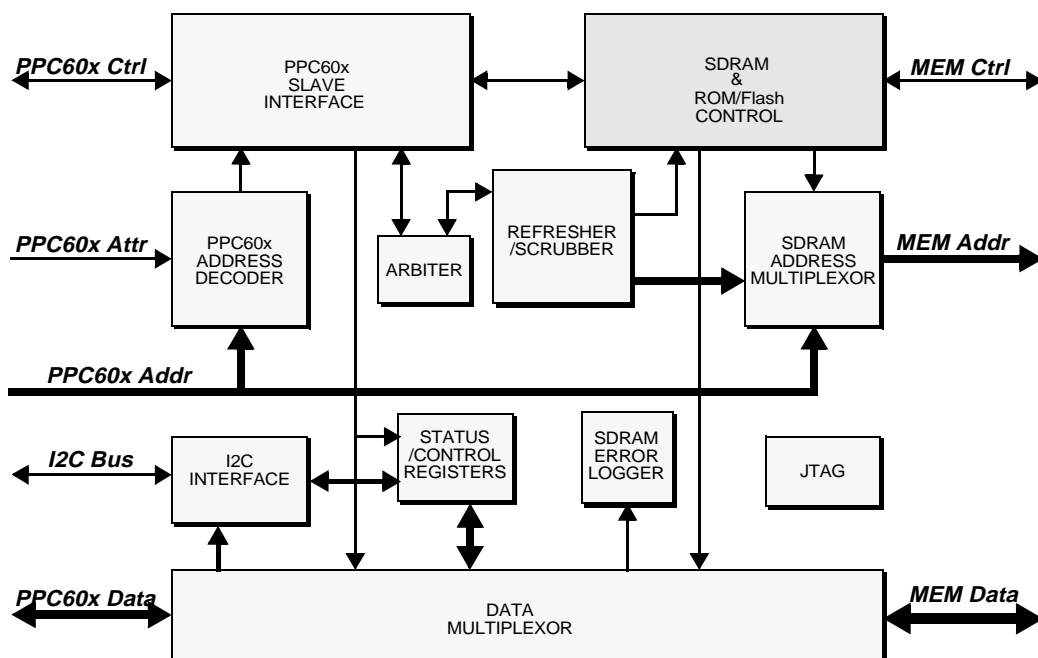 PPC60x Ctrl
PPC60x
SLAVE
INTERFACE
SDRAM
&
ROM/Flash
CONTROL
MEM Ctrl
PPC60x Attr
PPC60x
ADDRESS
DECODER
ARBITER
REFRESHER
/SCRUBBER
SDRAM
ADDRESS
MULTIPLEXOR
MEM Addr
PPC60x Addr
I2C Bus
I2C
INTERFACE
STATUS
/CONTROL
REGISTERS
SDRAM
ERROR
LOGGER
JTAG
PPC60x Data
DATA
MULTIPLEXOR
MEM Data